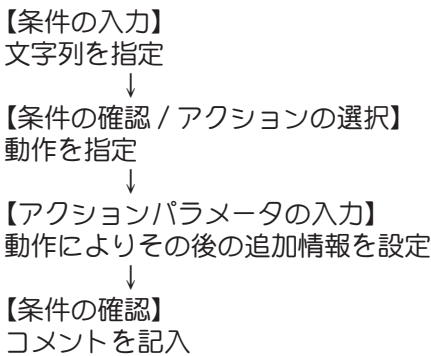 【条件の入力】
文字列を指定
↓
【条件の確認 / アクションの選択】
動作を指定
↓
【アクションパラメータの入力】
動作によりその後の追加情報を設定
↓
【条件の確認】
コメントを記入